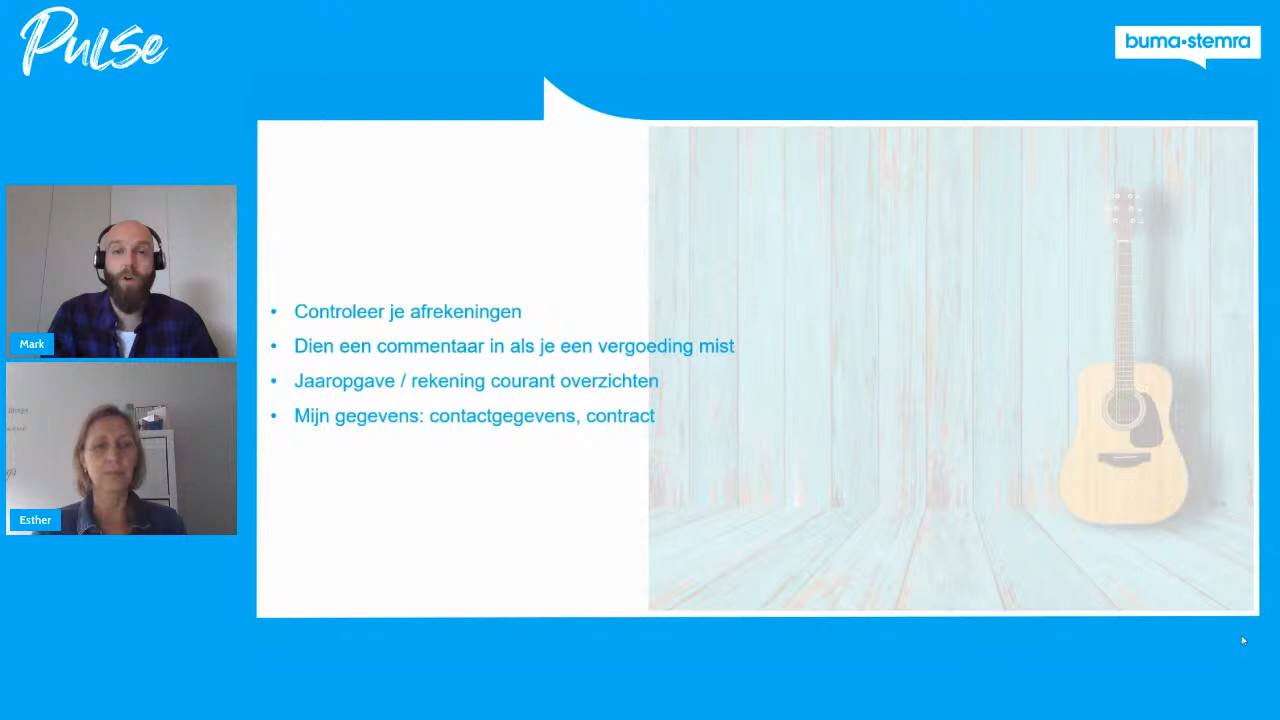 Pulse
buma•stemra
Controleer je afrekeningen
Dien een commentaar in als je een vergoeding mist
Jaaropgave / rekening courant overzichten
Mijn gegevens: contactgegevens, contract
Mark
Esther